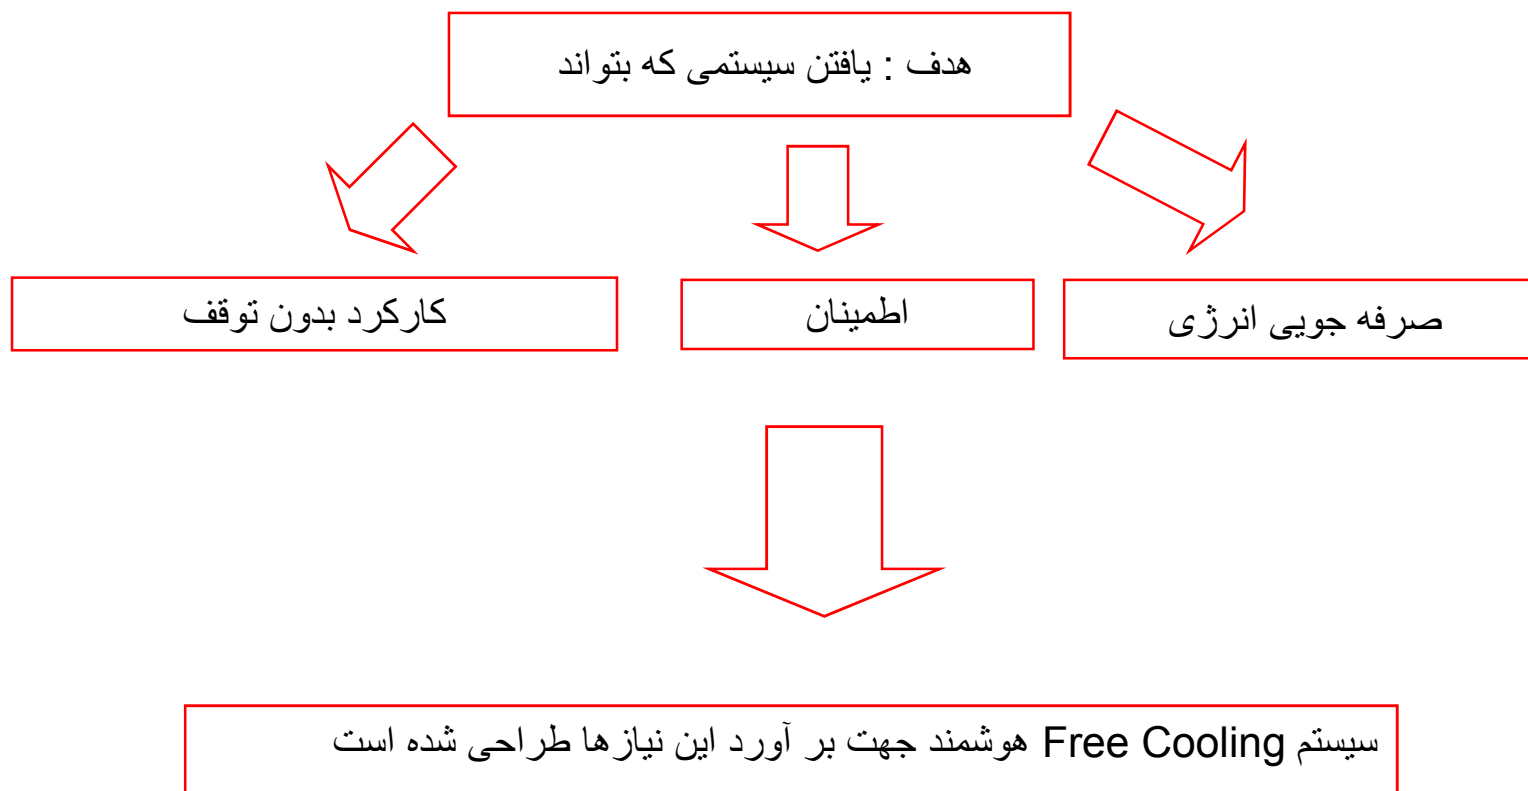 هدف : یافتن سیستمی که بتواند
صرفه جویی انرژی
اطمینان
کارکرد بدون توقف
سیستم Free Cooling هوشمند جهت بر آورد این نیازها طراحی شده است